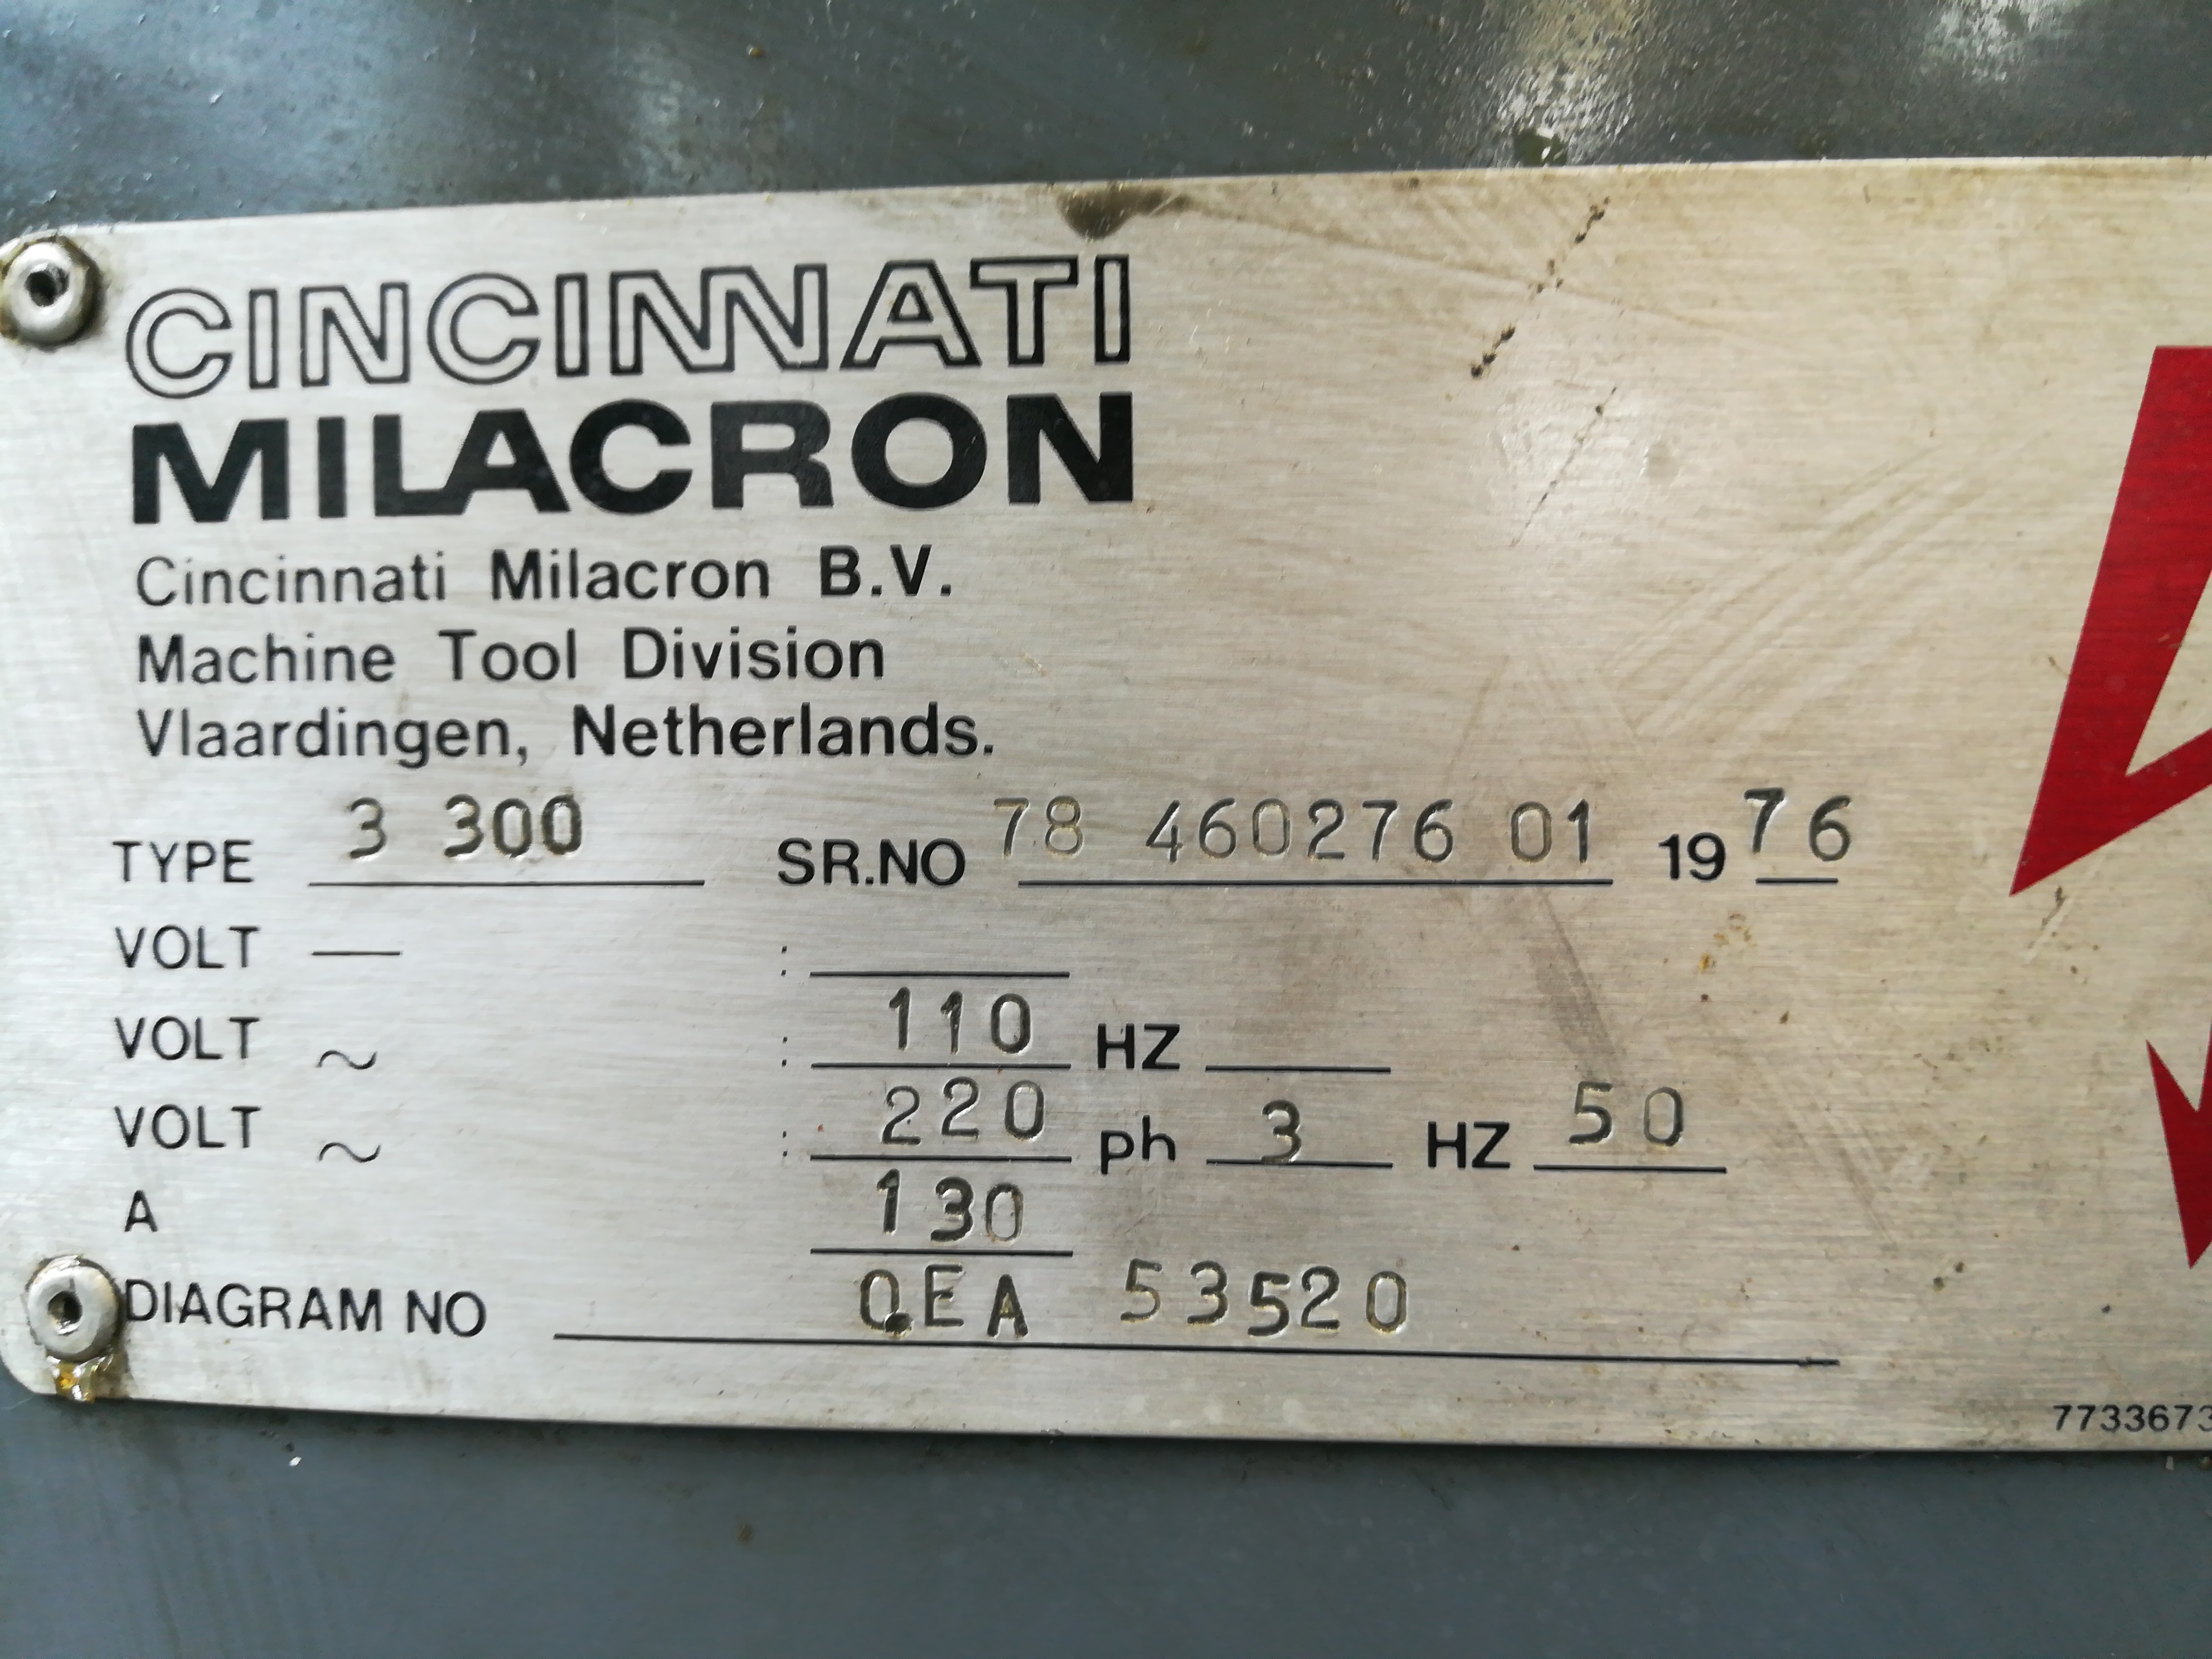 CINCINNATI
MILACRON
Cincinnati Milacron B.V.
Machine Tool Division
Vlaardingen, Netherlands.
TYPE 3 300 SR.NO 78 460276 01 1976
VOLT — :
VOLT ~ : 110 HZ
VOLT ~ : 220 ph 3 HZ 50
A 130
DIAGRAM NO QEA 53520
7733673